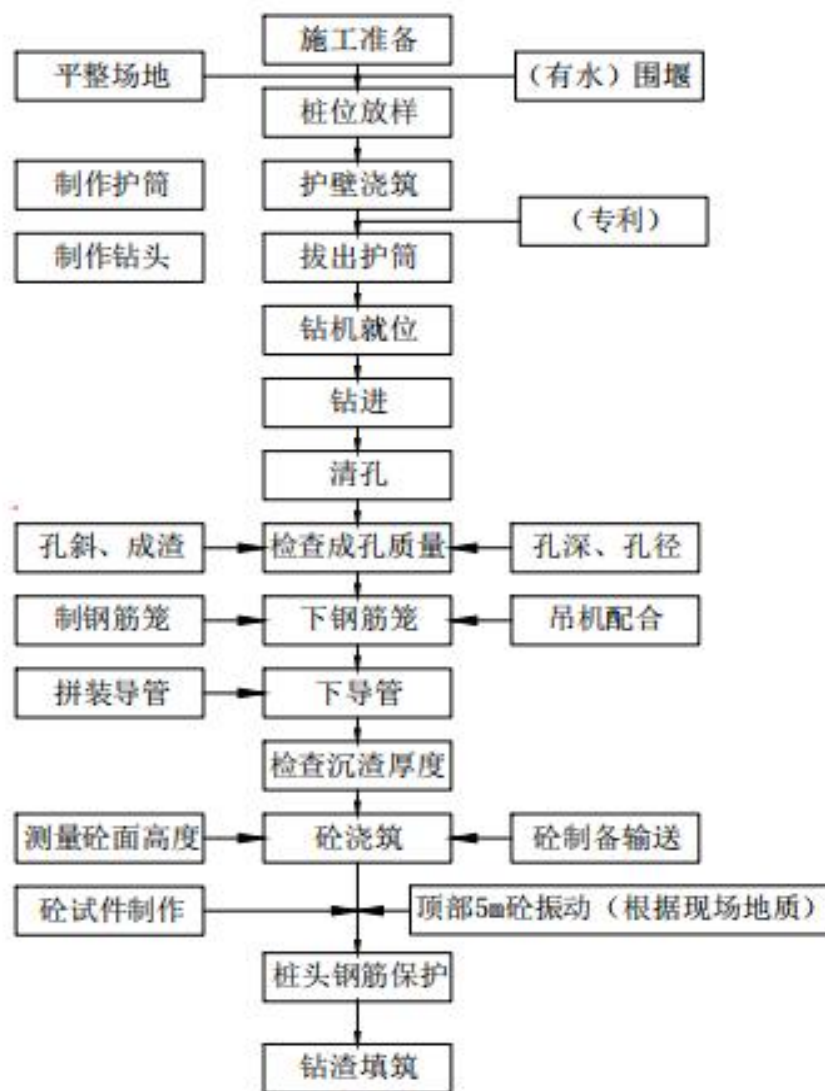 施工准备
平整场地
（有水）围堰
桩位放样
制作护筒
护壁浇筑
（专利）
制作钻头
拔出护筒
钻机就位
钻进
清孔
孔斜、成渣
检查成孔质量
孔深、孔径
制钢筋笼
下钢筋笼
吊机配合
拼装导管
下导管
检查沉渣厚度
测量砼面高度
砼浇筑
砼制备输送
砼试件制作
顶部5m砼振动（根据现场地质）
桩头钢筋保护
钻渣填筑